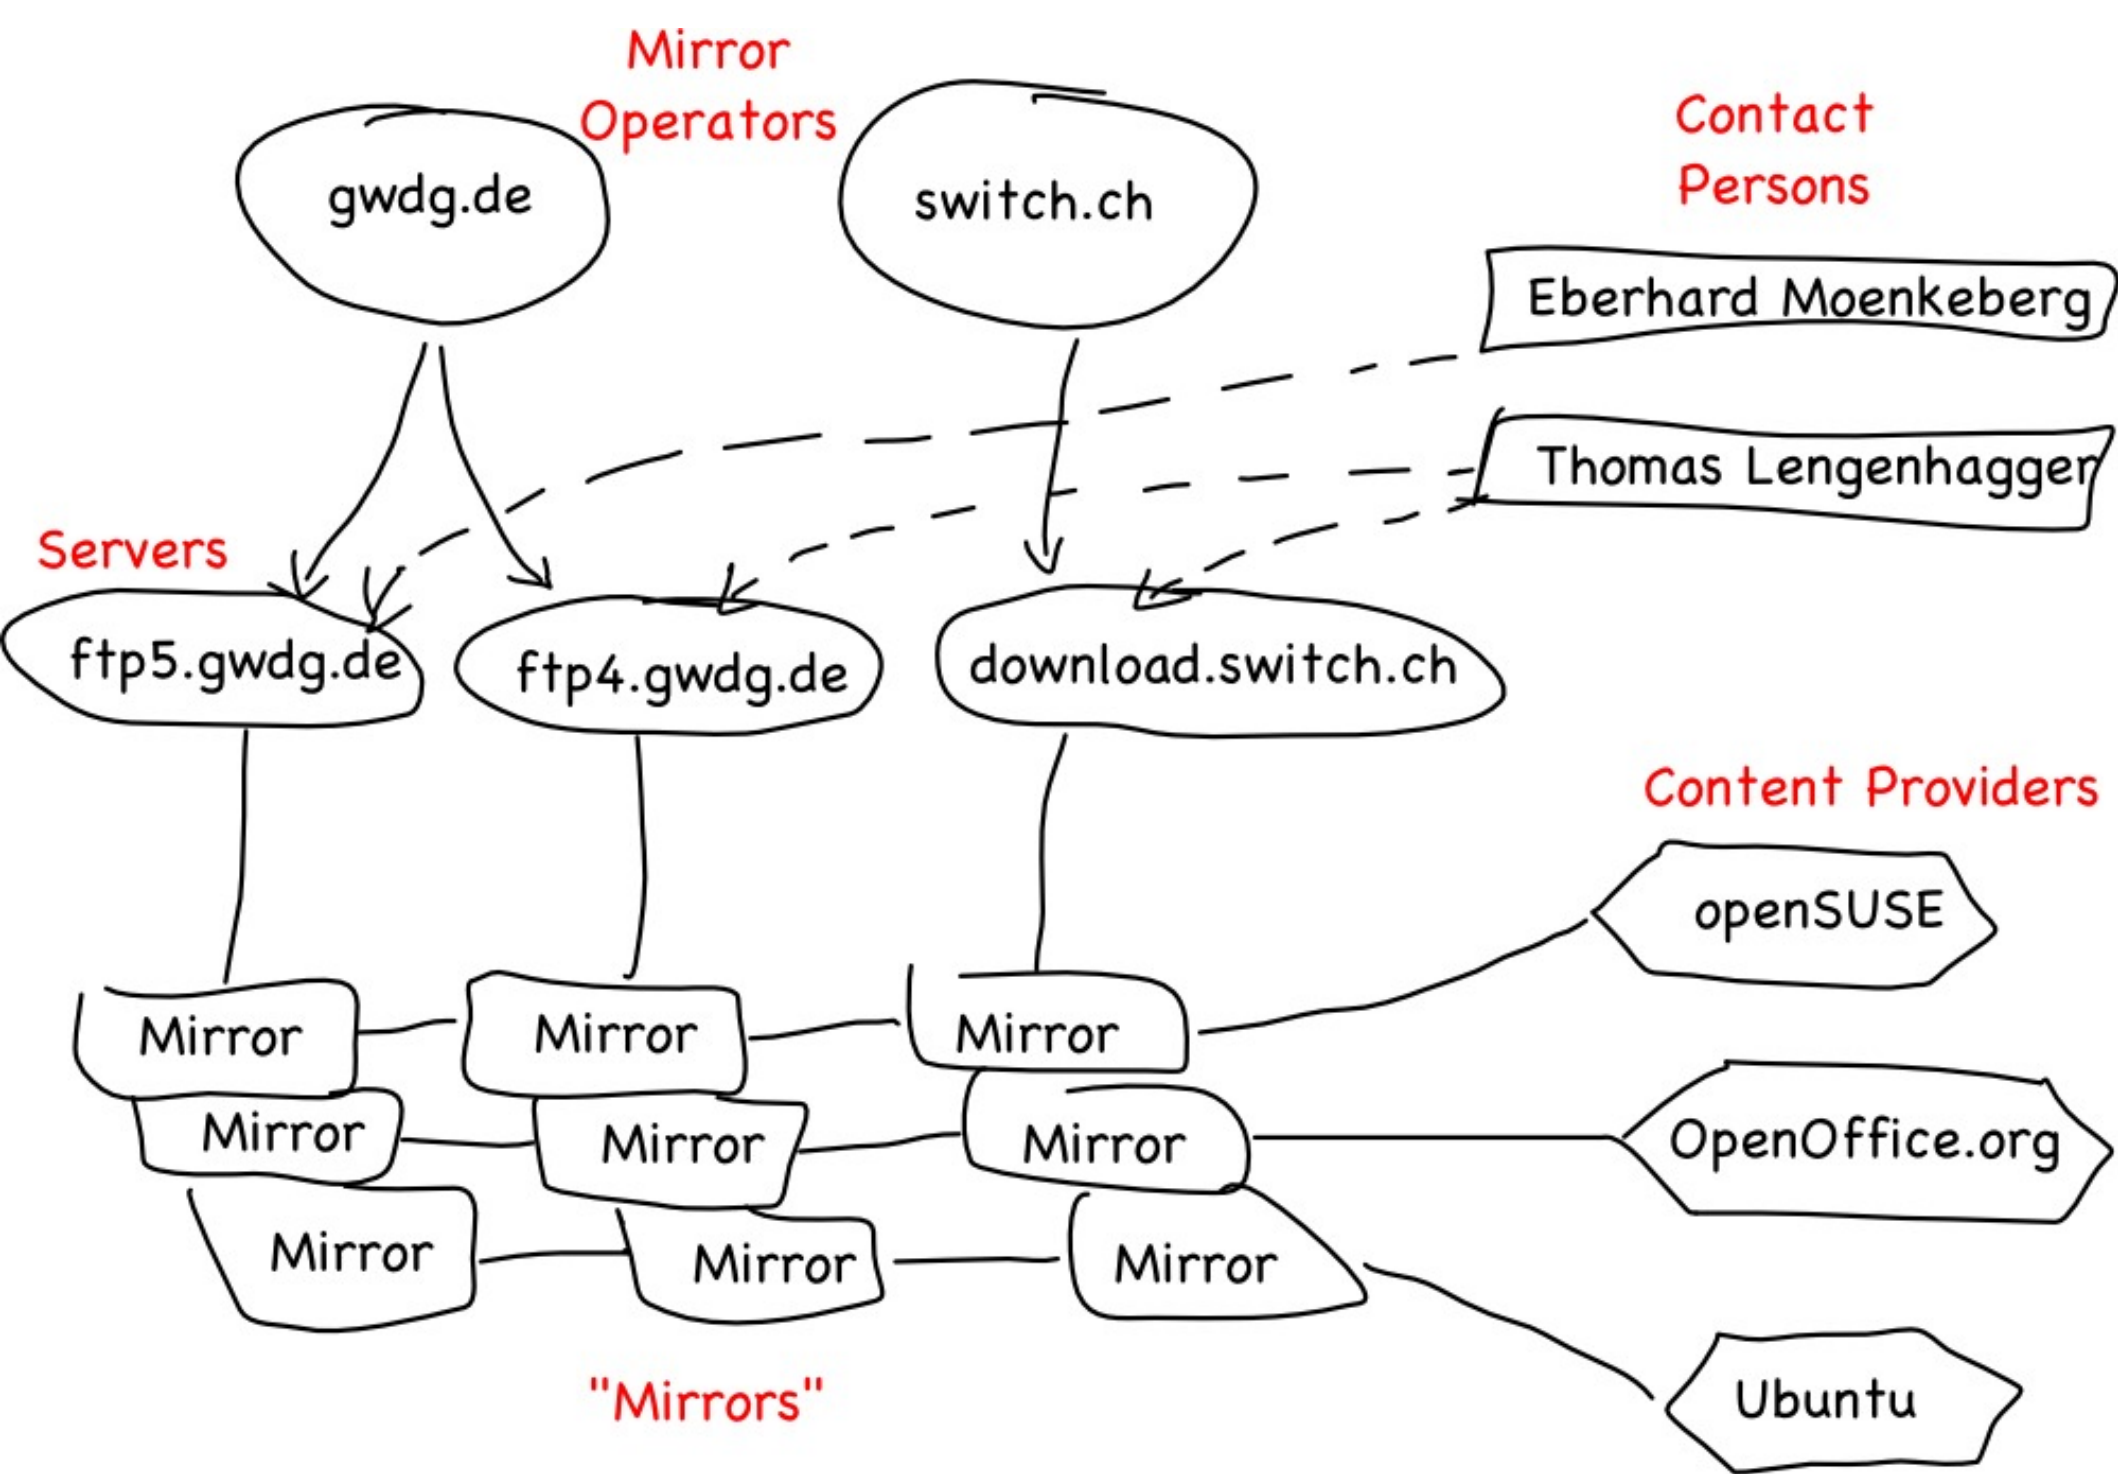 Mirror
Operators
Contact
Persons
gwdg.de
switch.ch
Eberhard Moenkeberg
Thomas Lengenhagger
Servers
ftp5.gwdg.de
ftp4.gwdg.de
download.switch.ch
Content Providers
openSUSE
Mirror
Mirror
Mirror
Mirror
Mirror
Mirror
OpenOffice.org
Mirror
Mirror
Mirror
"Mirrors"
Ubuntu